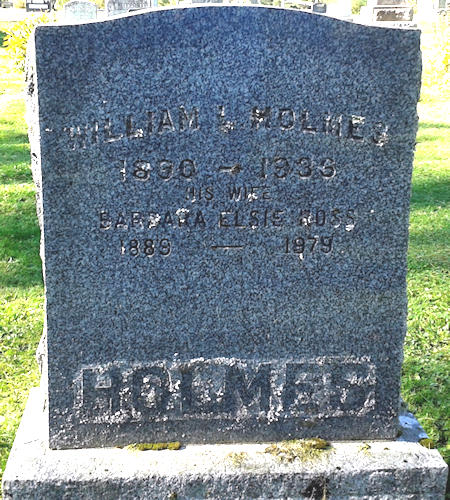 WILLIAM L HOLMES
1890 — 1933
HIS WIFE
BARBARA ELSIE ROSS
1889 — 1979
HOLMES